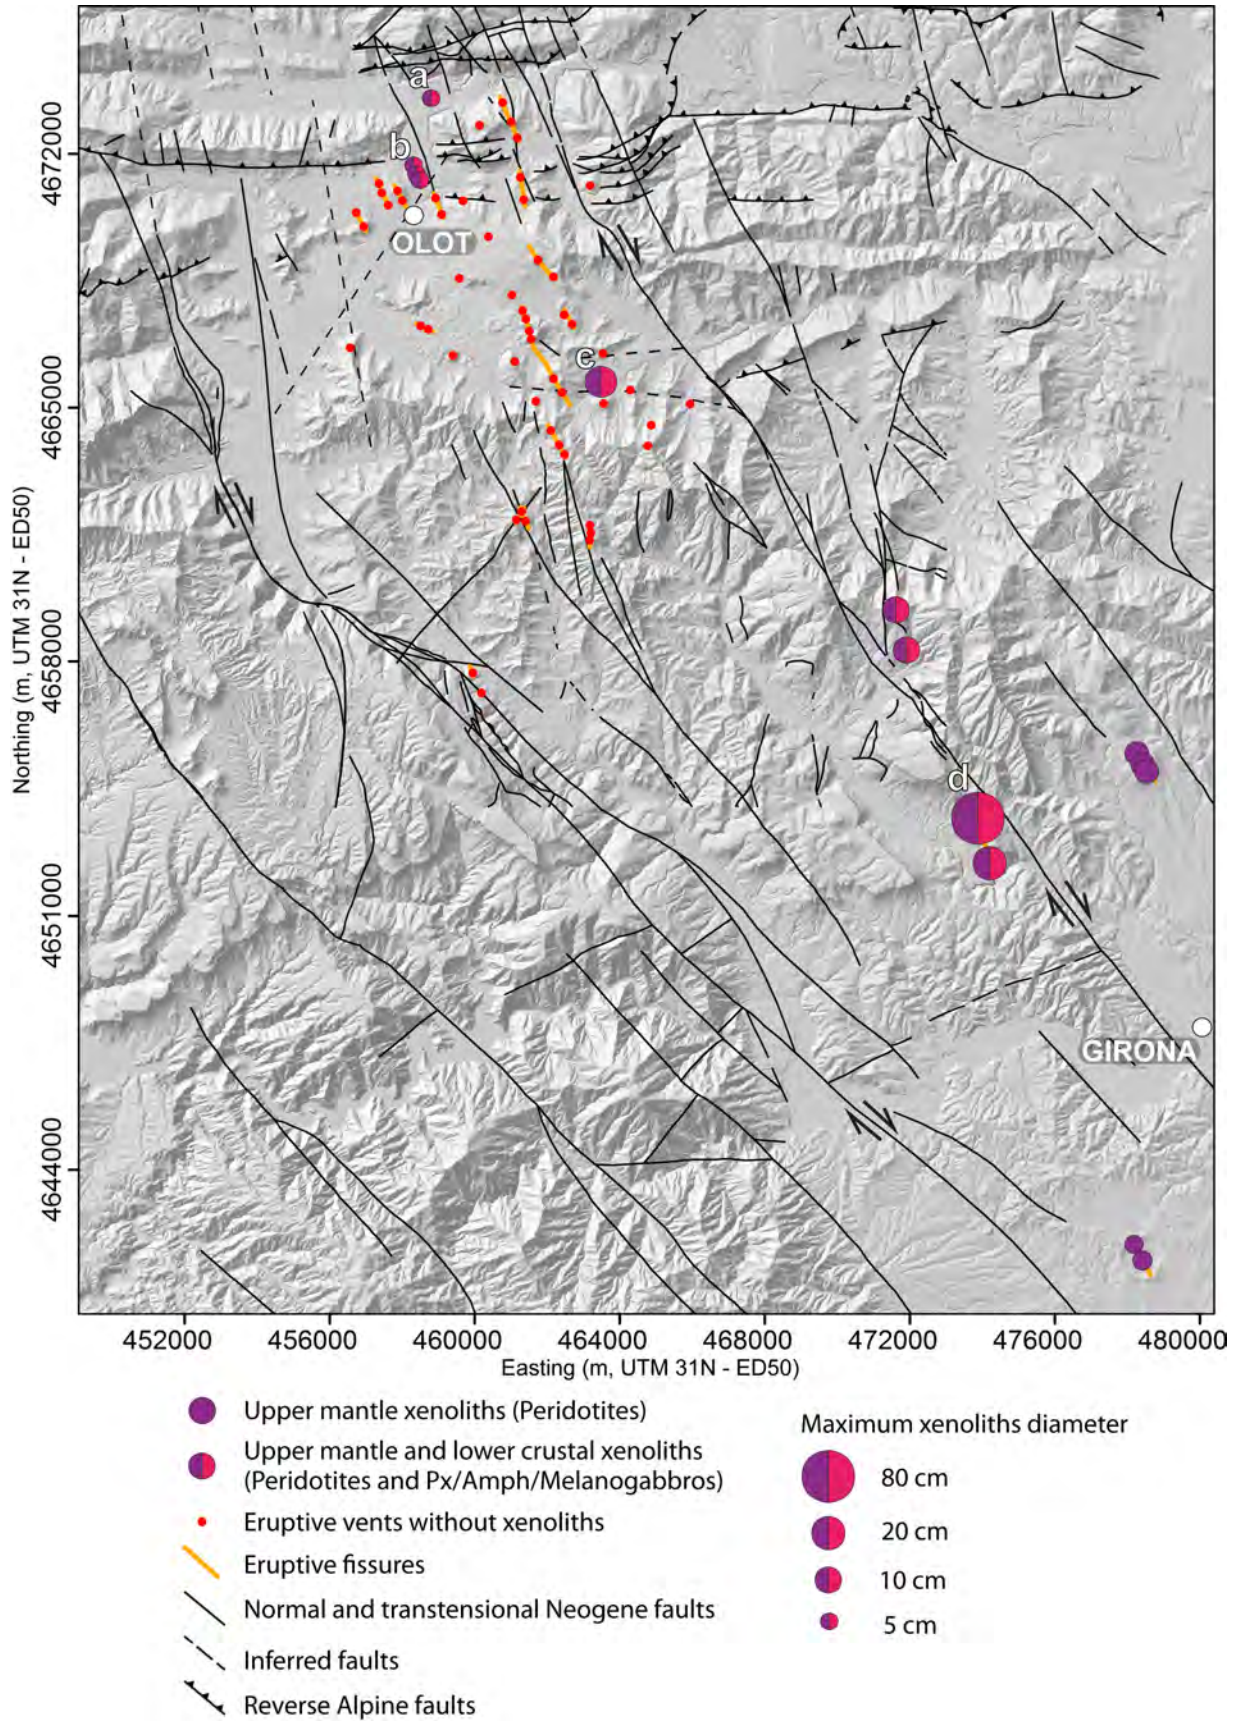 a
b
OLOT
c
d
GIRONA
4672000
4665000
4658000
4651000
4644000
Northing (m, UTM 31N - ED50)
452000
456000
460000
464000
468000
472000
476000
480000
Easting (m, UTM 31N - ED50)
Upper mantle xenoliths (Peridotites)
Upper mantle and lower crustal xenoliths
(Peridotites and Px/Amph/Melanogabbros)
Eruptive vents without xenoliths
Eruptive fissures
Normal and transtensional Neogene faults
Inferred faults
Reverse Alpine faults
Maximum xenoliths diameter
80 cm
20 cm
10 cm
5 cm